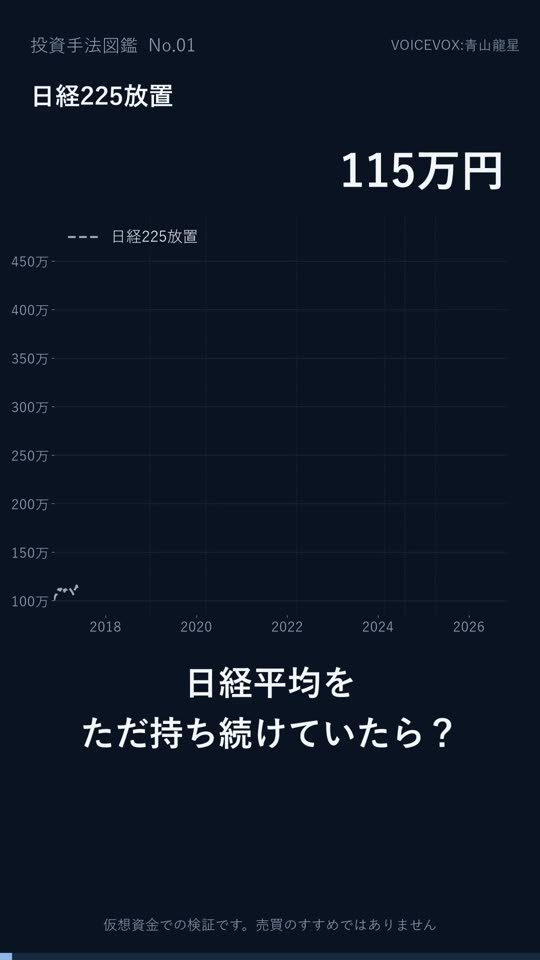 投資手法図鑑 No.01
VOICEVOX:青山龍星
日経225放置
115万円
日経225放置
450万
400万
350万
300万
250万
200万
150万
100万
2018 2020 2022 2024 2026
日経平均を
ただ持ち続けていたら？
仮想資金での検証です。売買のすすめではありません